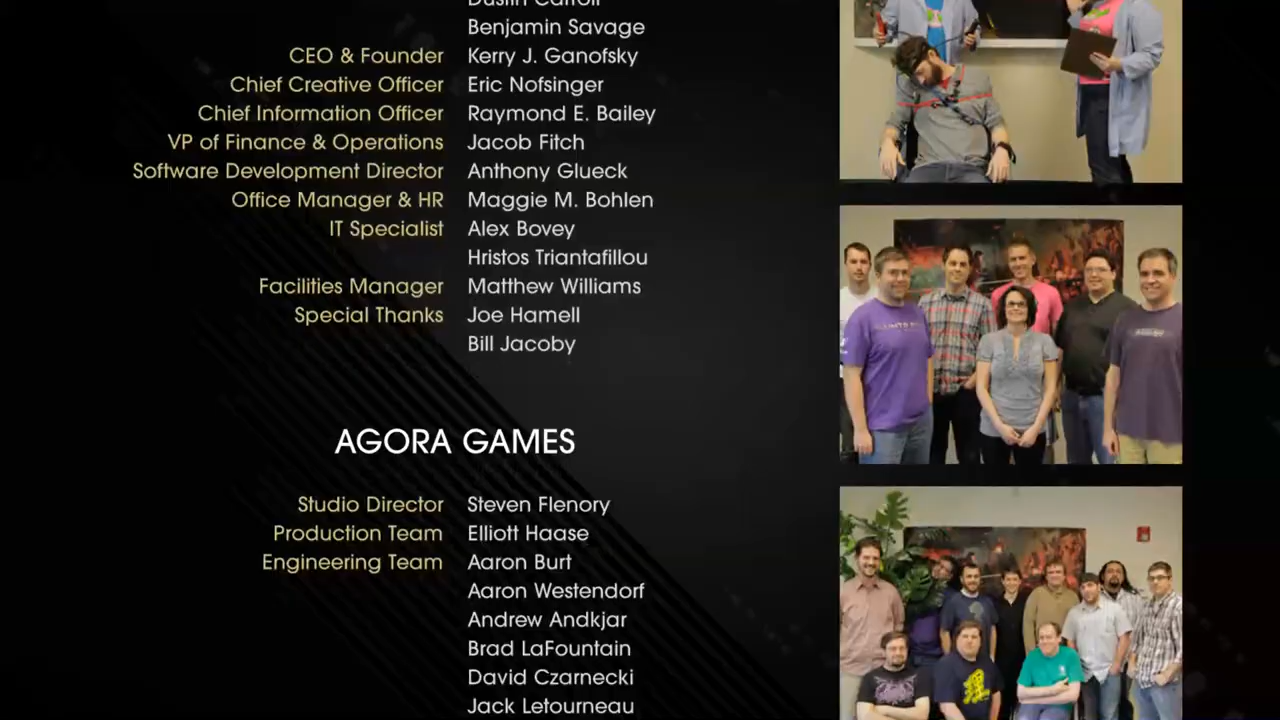 Dustin Carroll
Benjamin Savage
CEO & Founder Kerry J. Ganofsky
Chief Creative Officer Eric Nofsinger
Chief Information Officer Raymond E. Bailey
VP of Finance & Operations Jacob Fitch
Software Development Director Anthony Glueck
Office Manager & HR Maggie M. Bohlen
IT Specialist Alex Bovey
Hristos Triantafillou
Facilities Manager Matthew Williams
Special Thanks Joe Hamell
Bill Jacoby
AGORA GAMES
Studio Director Steven Flenory
Production Team Elliott Haase
Engineering Team Aaron Burt
Aaron Westendorf
Andrew Andkjar
Brad LaFountain
David Czarnecki
Jack Letourneau